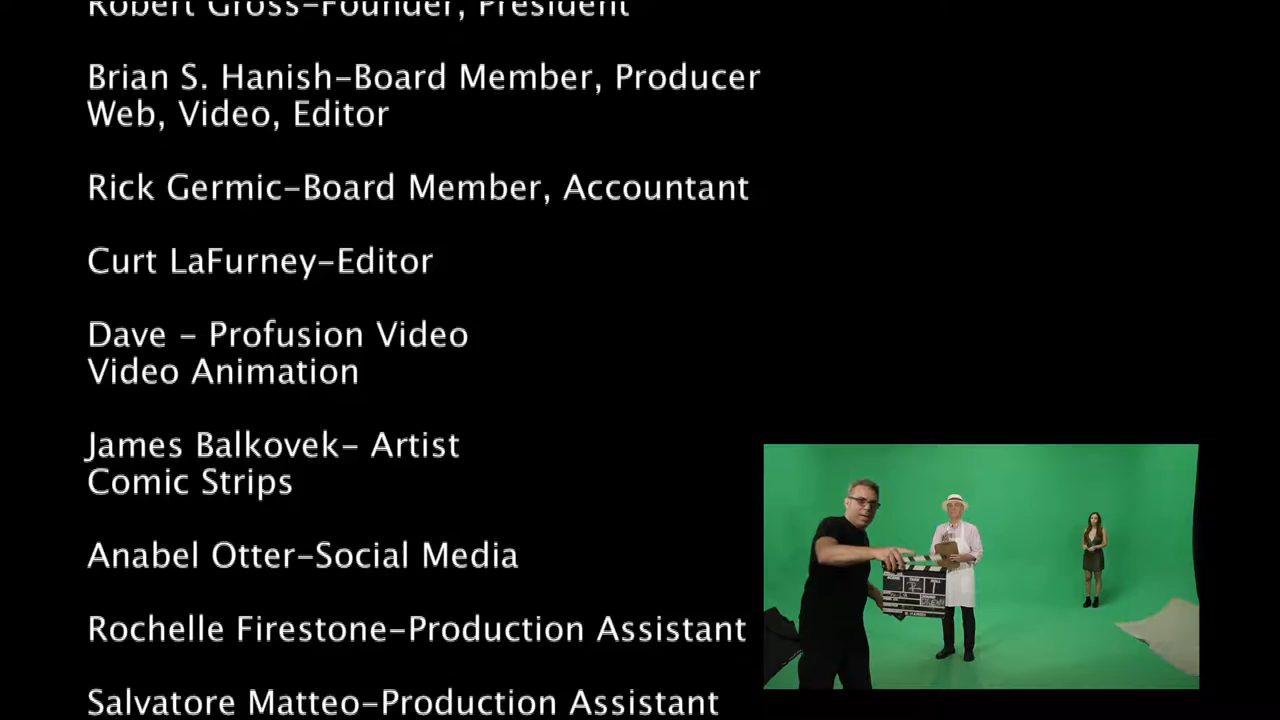 Robert Gross-Founder, President
Brian S. Hanish-Board Member, Producer
Web, Video, Editor
Rick Germic-Board Member, Accountant
Curt LaFurney-Editor
Dave - Profusion Video
Video Animation
James Balkovek- Artist
Comic Strips
Anabel Otter-Social Media
Rochelle Firestone-Production Assistant
Salvatore Matteo-Production Assistant